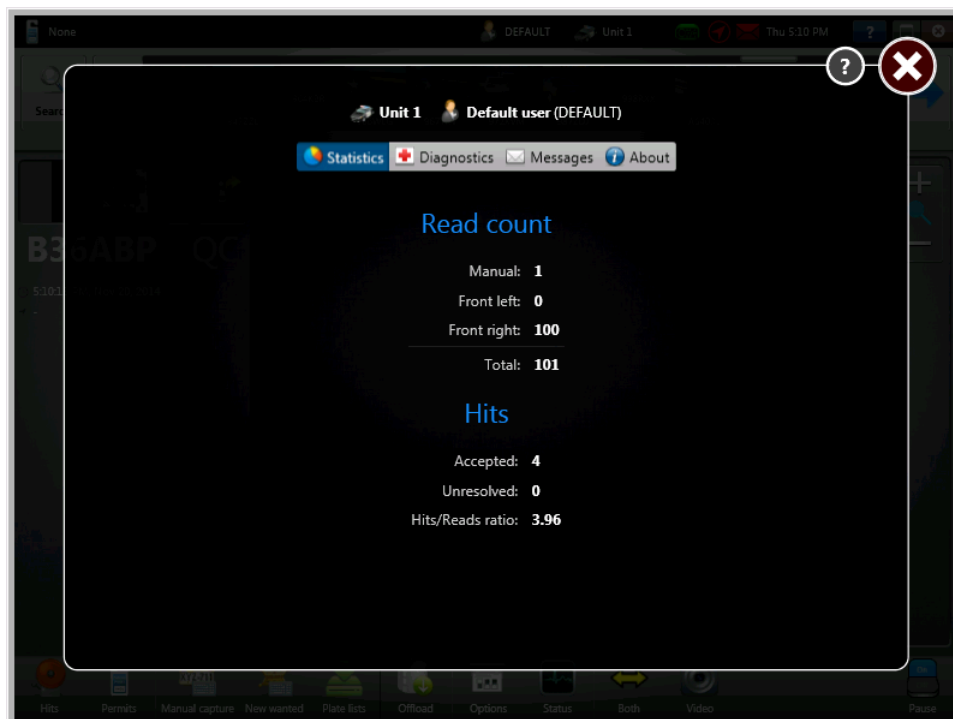 None
DEFAULT
Unit 1
Thu 5:10 PM
?
?
Unit 1
Default user (DEFAULT)
Statistics
Diagnostics
Messages
About
Read count
Manual: 1
Front left: 0
Front right: 100
Total: 101
Hits
Accepted: 4
Unresolved: 0
Hits/Reads ratio: 3.96
B36ABP
Hits
Permits
Manual capture
New wanted
Plate lists
Offload
Options
Status
Both
Video
On
Pause